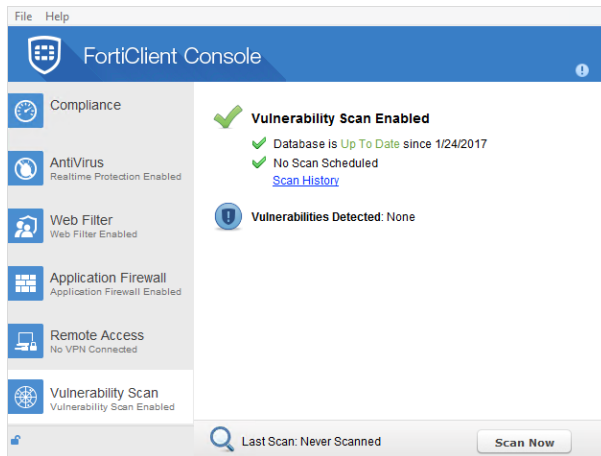 File Help
FortiClient Console
Compliance
AntiVirus
Realtime Protection Enabled
Web Filter
Web Filter Enabled
Application Firewall
Application Firewall Enabled
Remote Access
No VPN Connected
Vulnerability Scan
Vulnerability Scan Enabled
Vulnerability Scan Enabled
Database is Up To Date since 1/24/2017
No Scan Scheduled
Scan History
Vulnerabilities Detected: None
Last Scan: Never Scanned
Scan Now